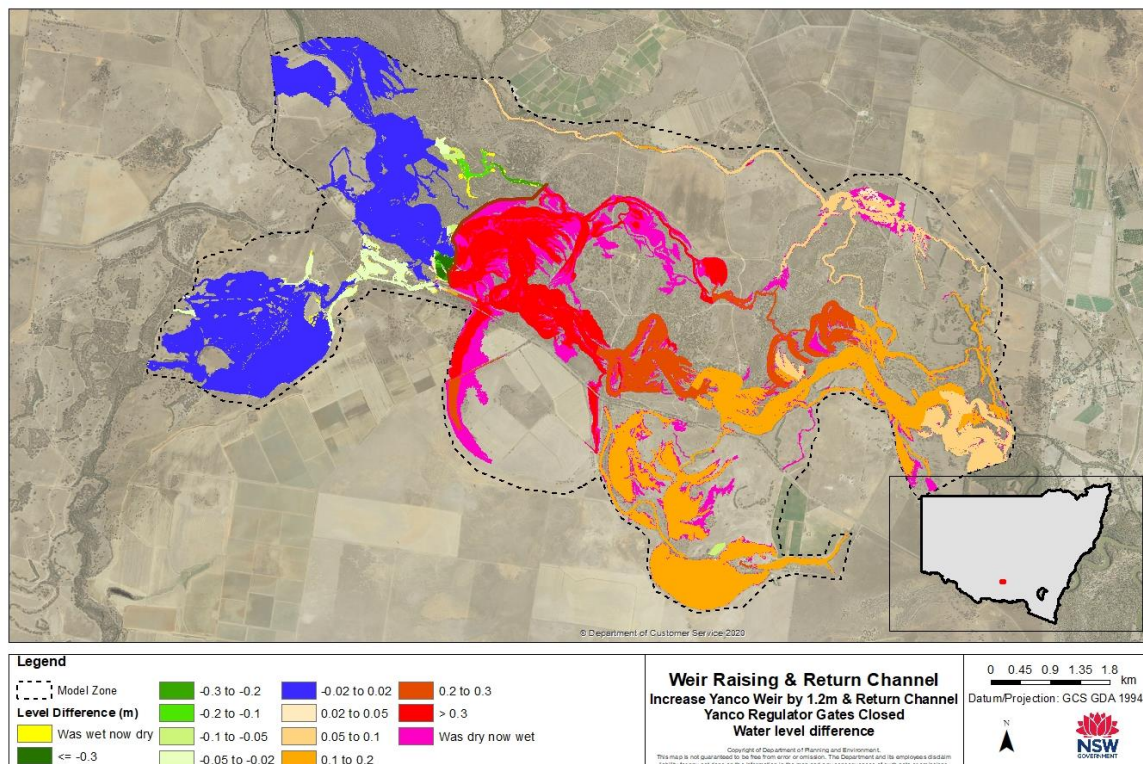 © Department of Customer Service 2020
Legend
Model Zone
Level Difference (m)
Was wet now dry
<= -0.3
-0.3 to -0.2
-0.2 to -0.1
-0.1 to -0.05
-0.05 to -0.02
-0.02 to 0.02
0.02 to 0.05
0.05 to 0.1
0.1 to 0.2
0.2 to 0.3
> 0.3
Was dry now wet
Weir Raising & Return Channel
Increase Yanco Weir by 1.2m & Return Channel
Yanco Regulator Gates Closed
Water level difference
Copyright of Department of Planning and Environment.
This map is not guaranteed to be free from error or omission. The Department and its employees disclaim
0 0.45 0.9 1.35 1.8
km
Datum/Projection: GCS GDA 1994
N
NSW
GOVERNMENT